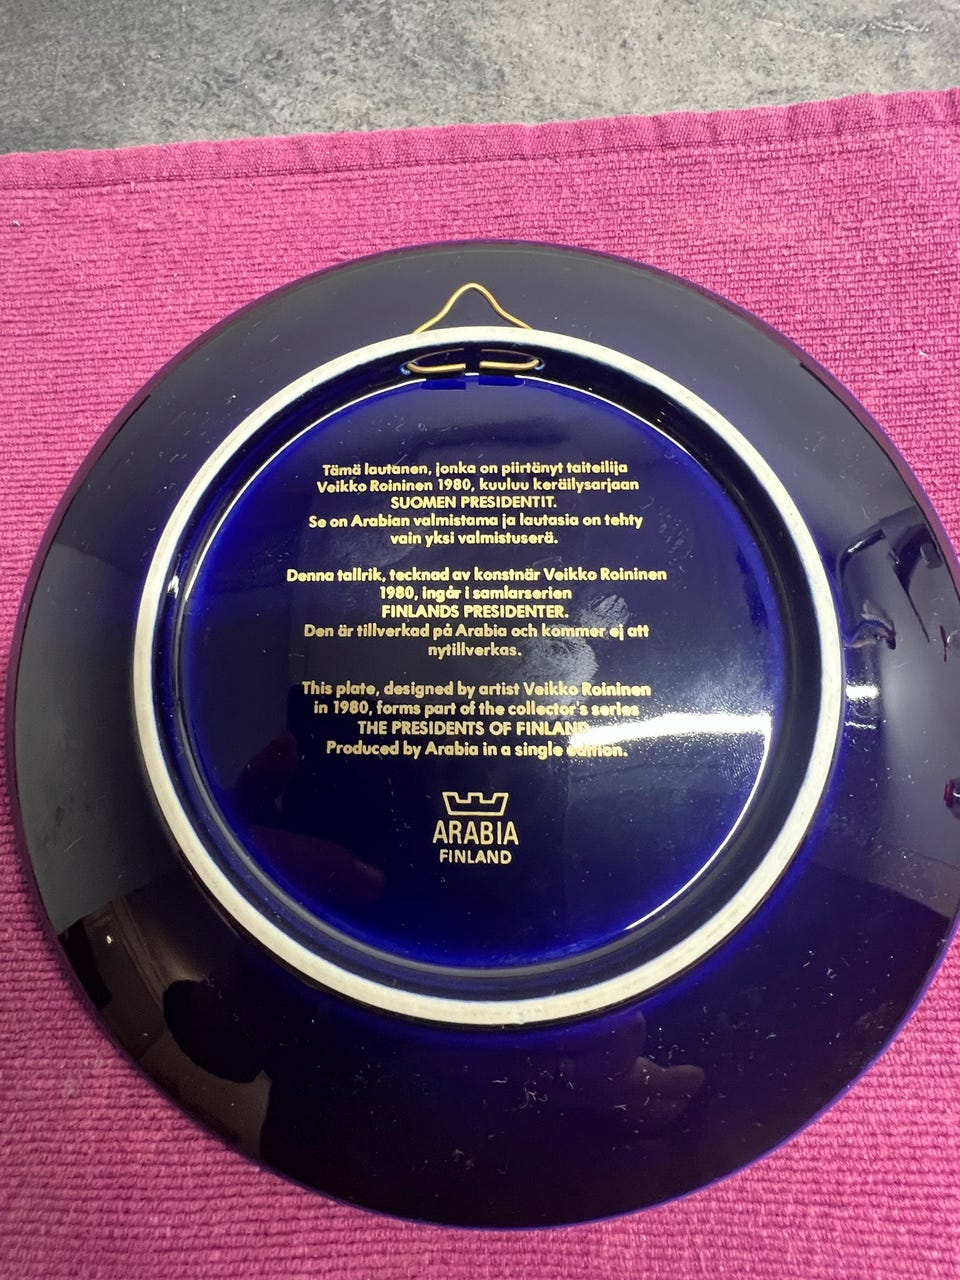 Tämä lautanen, jonka on piirtänyt taiteilija
Veikko Roininen 1980, kuuluu keräilysarjaan
SUOMEN PRESIDENTIT.
Se on Arabian valmistama ja lautasia on tehty
vain yksi valmistuserä.
Denna tallrik, tecknad av konstnär Veikko Roininen
1980, ingår i samlarserien
FINLANDS PRESIDENTER.
Den är tillverkad på Arabia och kommer ej att
nytillverkas.
This plate, designed by artist Veikko Roininen
in 1980, forms part of the collector's series
THE PRESIDENTS OF FINLAND
Produced by Arabia in a single edition.
ARABIA
FINLAND